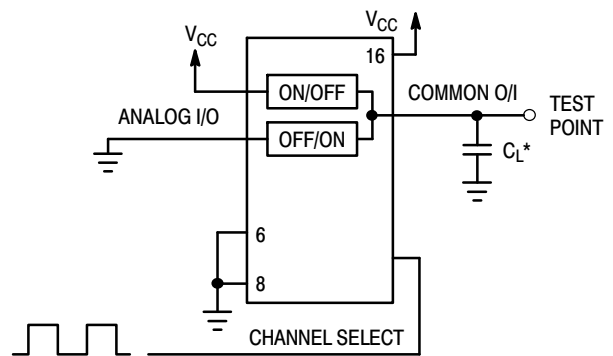 VCC
VCC
16
ON/OFF
COMMON O/I
ANALOG I/O
OFF/ON
TEST
POINT
CL*
6
8
CHANNEL SELECT